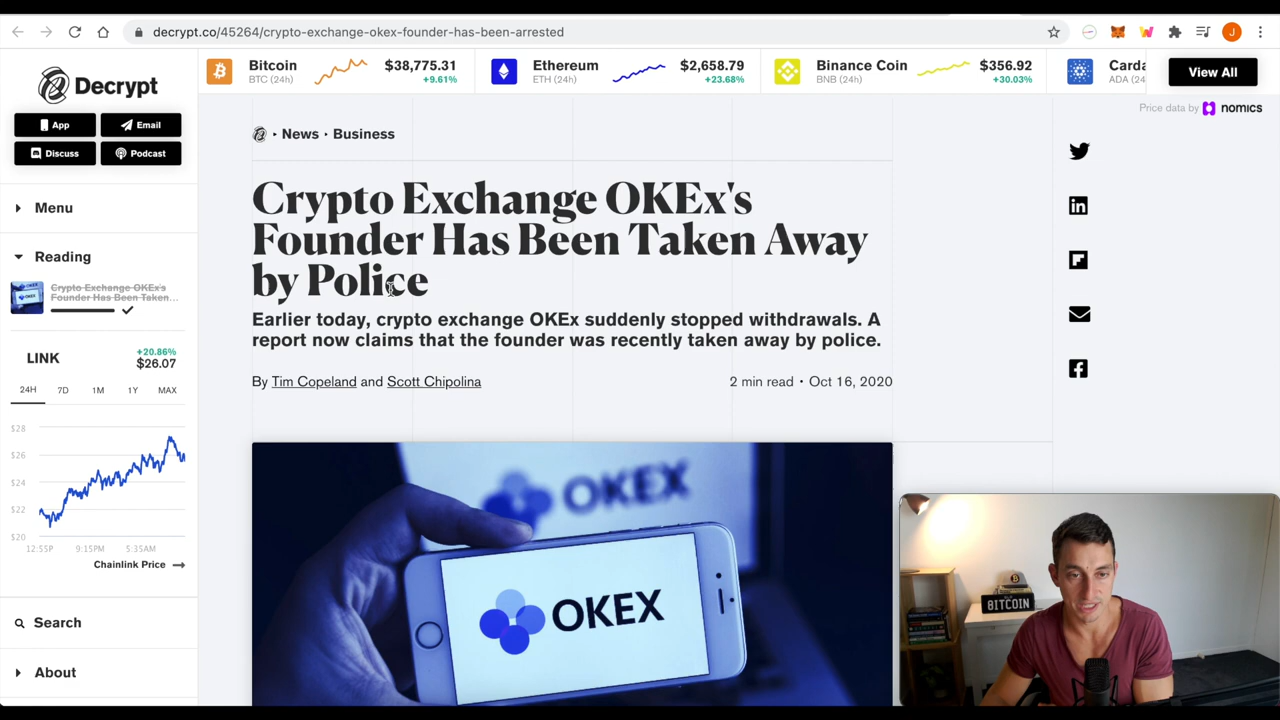 decrypt.co/45264/crypto-exchange-okex-founder-has-been-arrested
J
Decrypt
App
Email
Discuss
Podcast
Bitcoin
BTC (24h)
$38,775.31
+9.61%
Ethereum
ETH (24h)
$2,658.79
+23.68%
Binance Coin
BNB (24h)
$356.92
+30.03%
Carda
ADA (24
View All
Price data by nomics
Menu
Reading
Crypto Exchange OKEx's
Founder Has Been Taken...
LINK
+20.86%
$26.07
24H 7D 1M 1Y MAX
$28
$26
$24
$22
$20
12:55P 9:15PM 5:35AM
Chainlink Price
Search
About
News
Business
Crypto Exchange OKEx's
Founder Has Been Taken Away
by Police
Earlier today, crypto exchange OKEx suddenly stopped withdrawals. A
report now claims that the founder was recently taken away by police.
By Tim Copeland and Scott Chipolina
2 min read • Oct 16, 2020
OKEX
OKEX
BITCOIN